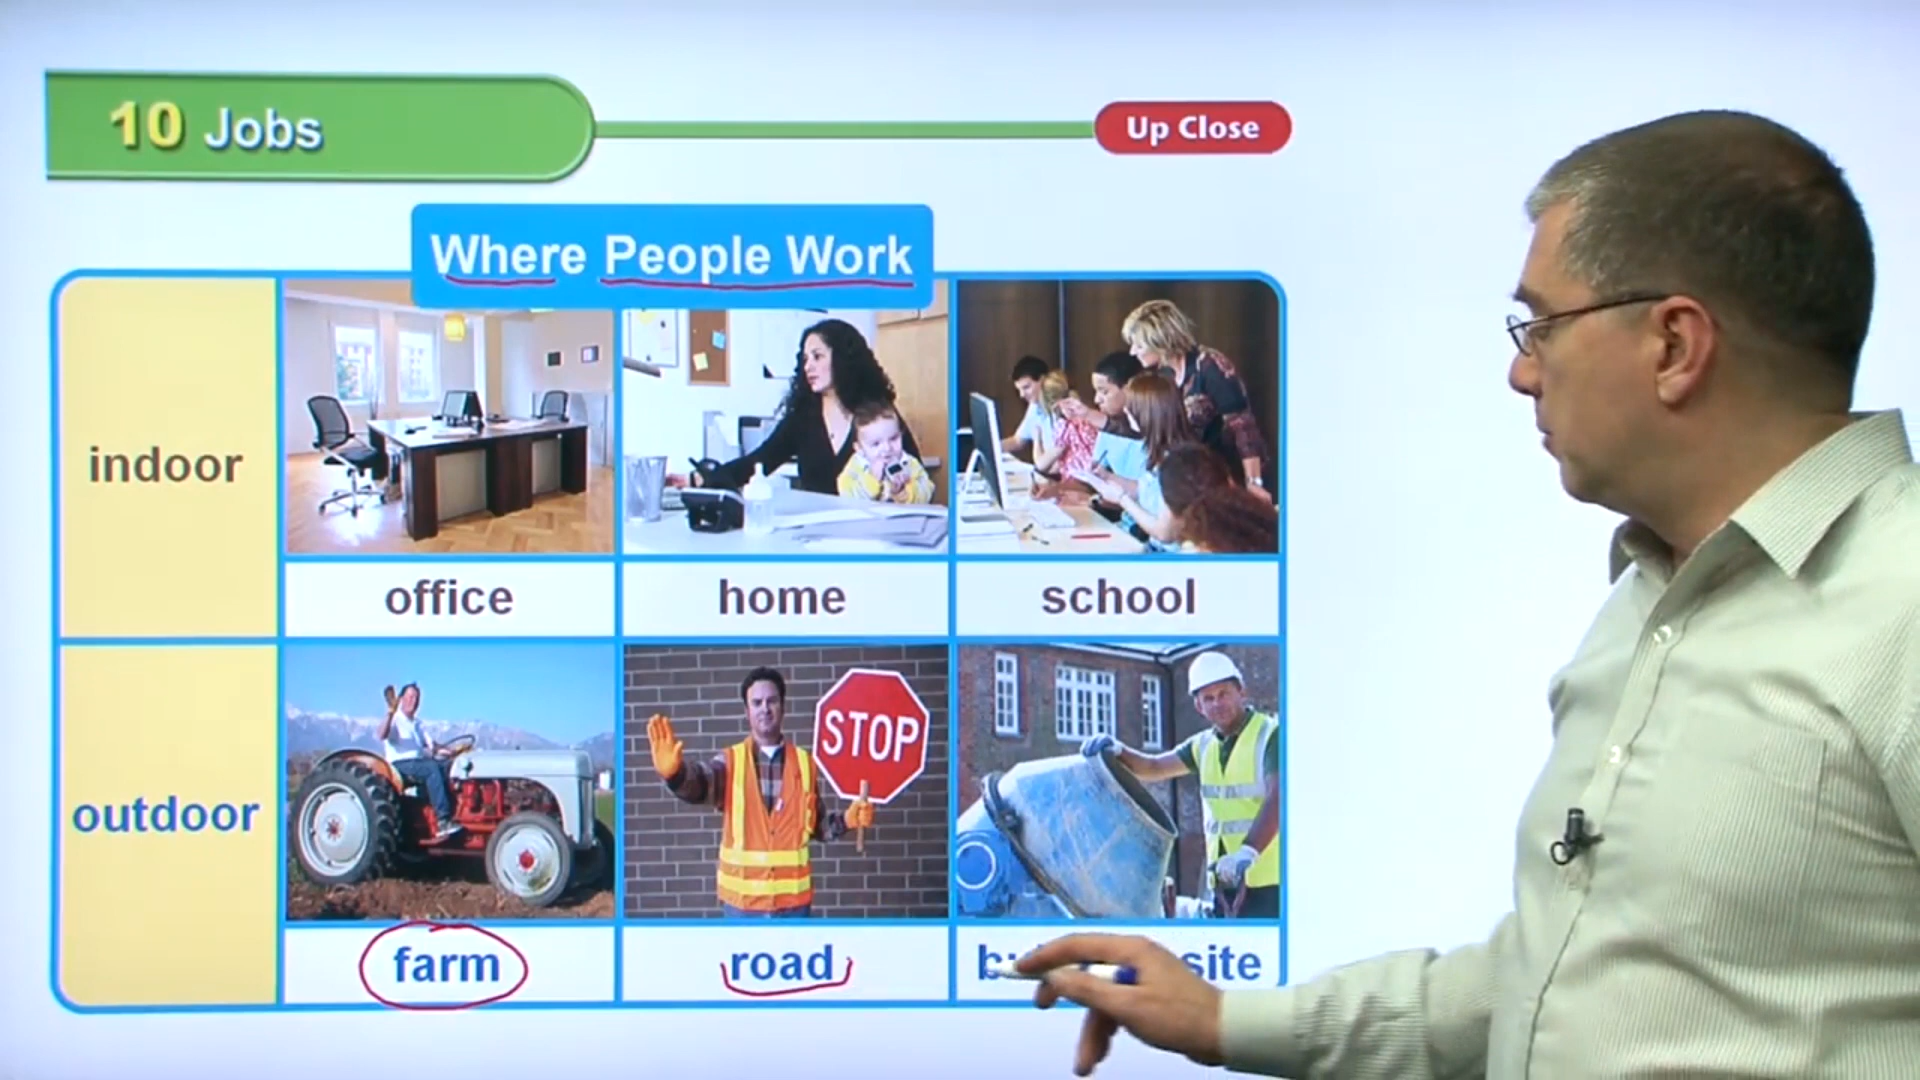 10 Jobs
Up Close
Where People Work
indoor
office
home
school
outdoor
STOP
farm
road
site